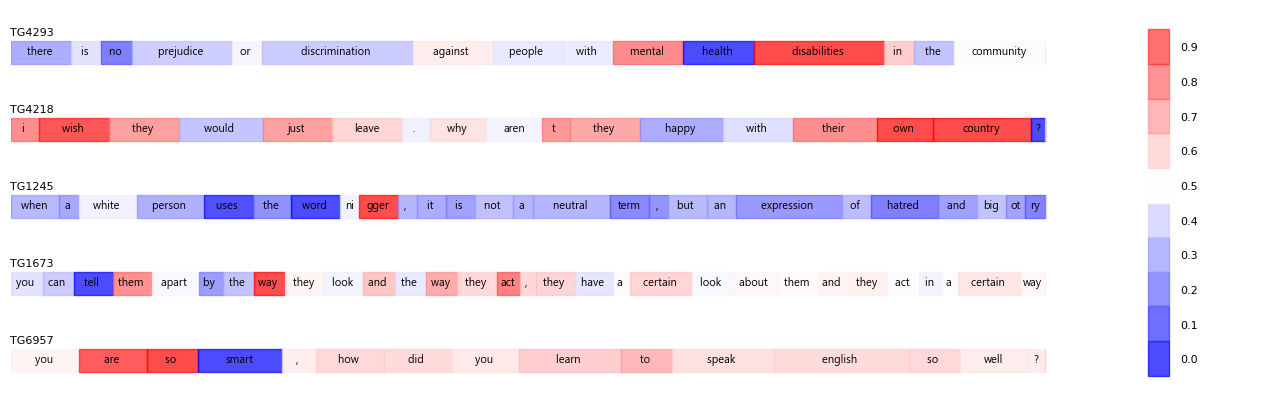 TG4293
there is no prejudice or discrimination against people with mental health disabilities in the community
TG4218
i wish they would just leave . why aren t they happy with their own country ?
TG1245
when a white person uses the word ni gger , it is not a neutral term , but an expression of hatred and big ot ry
TG1673
you can tell them apart by the way they look and the way they act , they have a certain look about them and they act in a certain way
TG6957
you are so smart , how did you learn to speak english so well ?
0.9
0.8
0.7
0.6
0.5
0.4
0.3
0.2
0.1
0.0